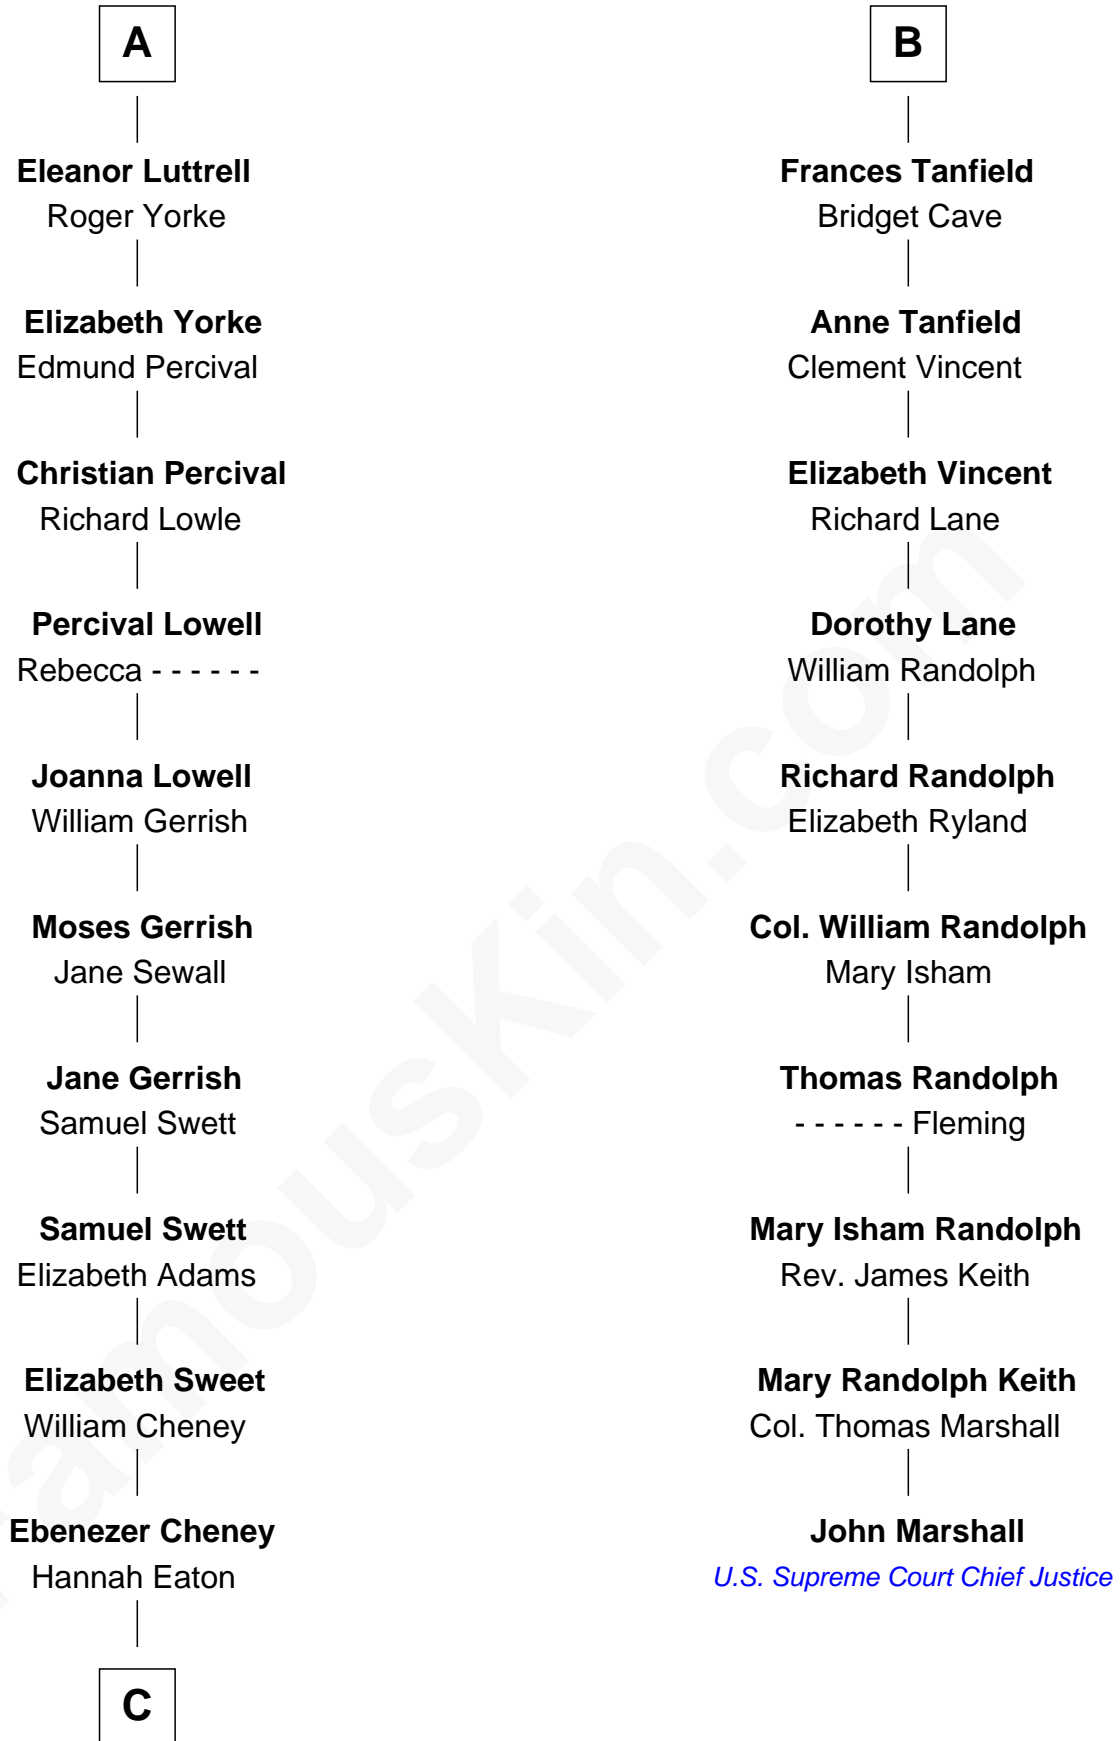 A
Eleanor Luttrell
Roger Yorke
Elizabeth Yorke
Edmund Percival
Christian Percival
Richard Lowle
Percival Lowell
Rebecca - - - - - -
Joanna Lowell
William Gerrish
Moses Gerrish
Jane Sewall
Jane Gerrish
Samuel Swett
Samuel Swett
Elizabeth Adams
Elizabeth Sweet
William Cheney
Ebenezer Cheney
Hannah Eaton
C
B
Frances Tanfield
Bridget Cave
Anne Tanfield
Clement Vincent
Elizabeth Vincent
Richard Lane
Dorothy Lane
William Randolph
Richard Randolph
Elizabeth Ryland
Col. William Randolph
Mary Isham
Thomas Randolph
- - - - - - Fleming
Mary Isham Randolph
Rev. James Keith
Mary Randolph Keith
Col. Thomas Marshall
John Marshall
U.S. Supreme Court Chief Justice
FamousKin.com